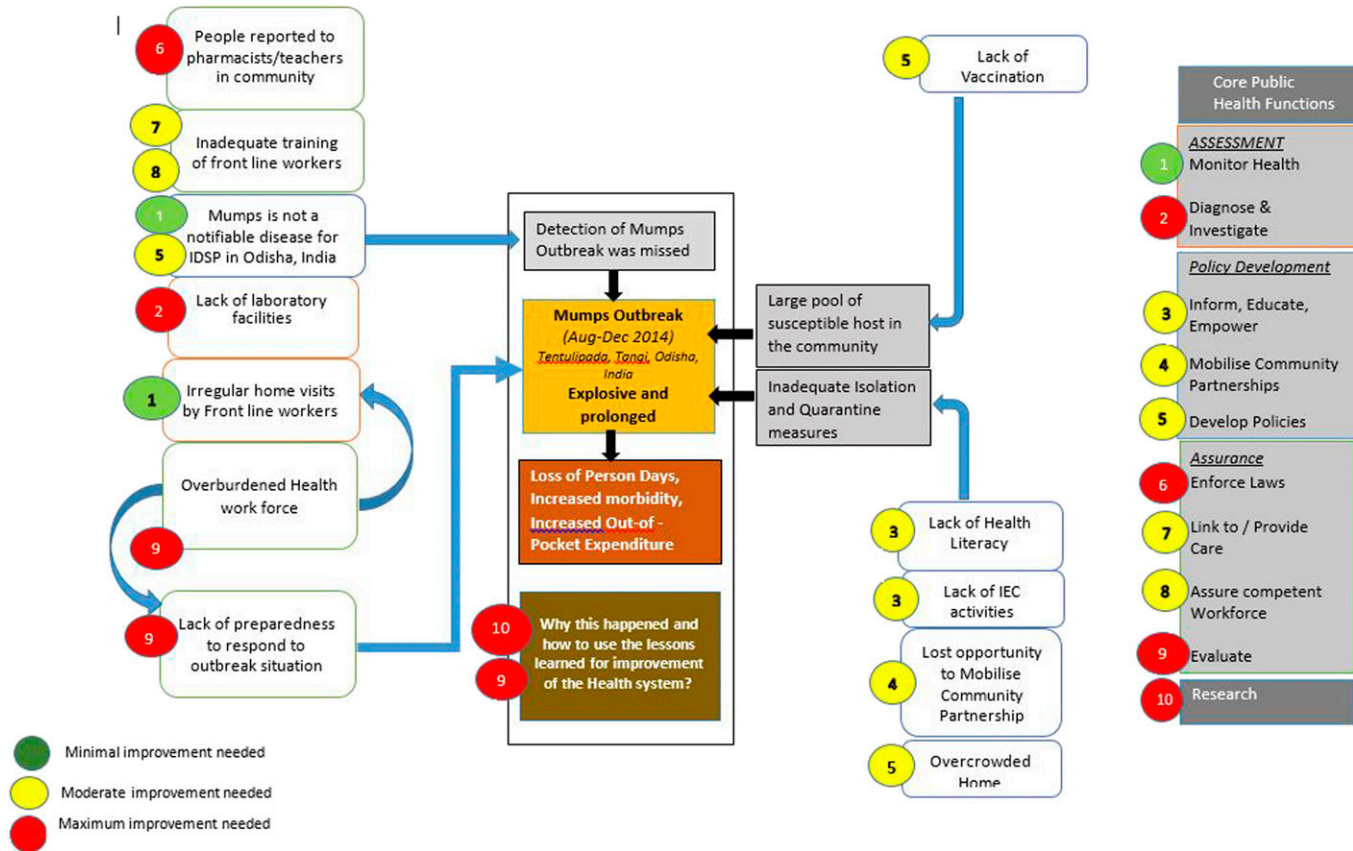 6
People reported to
pharmacists/teachers
in community
7
8
Inadequate training
of front line workers
1
5
Mumps is not a
notifiable disease for
IDSP in Odisha, India
2
Lack of laboratory
facilities
1
Irregular home visits
by Front line workers
Overburdened Health
work force
9
9
Lack of preparedness
to respond to
outbreak situation
Minimal improvement needed
Moderate improvement needed
Maximum improvement needed
Detection of Mumps
Outbreak was missed
Mumps Outbreak
(Aug-Dec 2014)
Tentulipada, Tangi, Odisha,
India
Explosive and
prolonged
Loss of Person Days,
Increased morbidity,
Increased Out-of -
Pocket Expenditure
10
9
Why this happened and
how to use the lessons
learned for improvement
of the Health system?
5
Lack of
Vaccination
Large pool of
susceptible host in
the community
Inadequate Isolation
and Quarantine
measures
3
Lack of Health
Literacy
3
Lack of IEC
activities
4
Lost opportunity
to Mobilise
Community
Partnership
5
Overcrowded
Home
Core Public
Health Functions
ASSESSMENT
1
Monitor Health
2
Diagnose &
Investigate
Policy Development
3
Inform, Educate,
Empower
4
Mobilise Community
Partnerships
5
Develop Policies
Assurance
6
Enforce Laws
7
Link to / Provide
Care
8
Assure competent
Workforce
9
Evaluate
10
Research